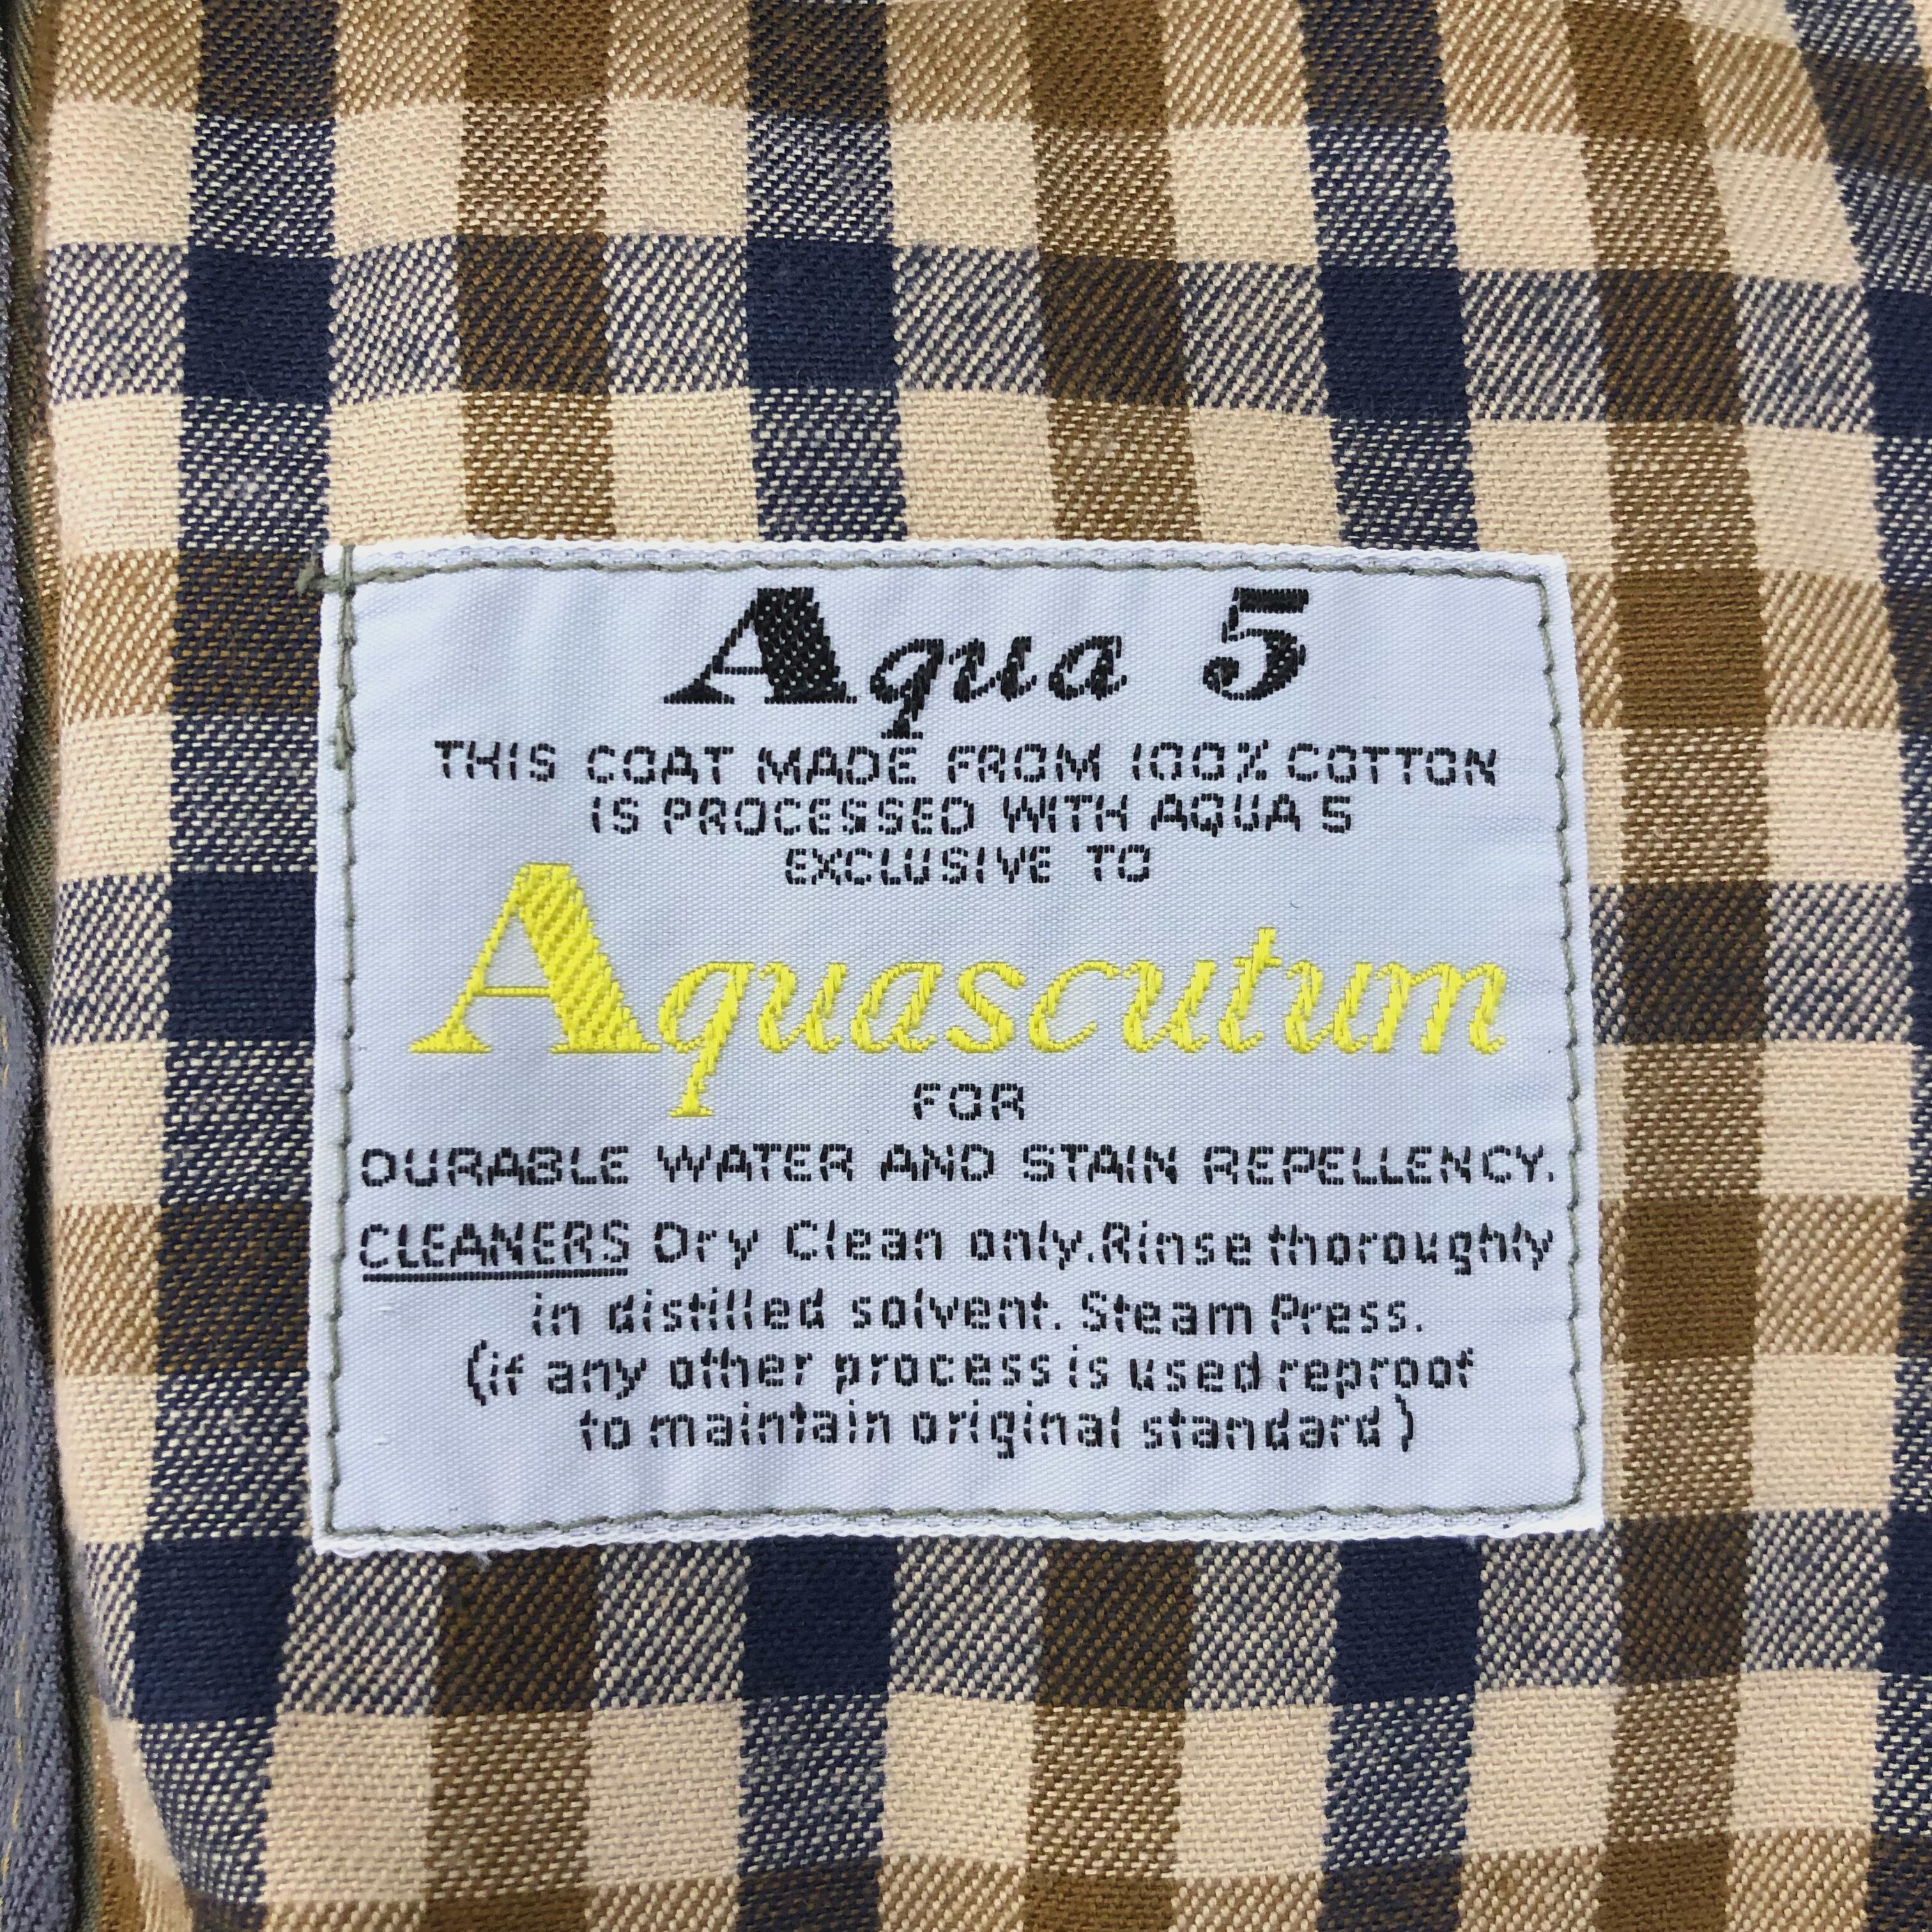 Aqua 5
THIS COAT MADE FROM 100% COTTON
IS PROCESSED WITH AQUA 5
EXCLUSIVE TO
Aquascutum
FOR
DURABLE WATER AND STAIN REPELLENCY.
CLEANERS Dry Clean only. Rinse thoroughly
in distilled solvent. Steam Press.
(if any other process is used reproof
to maintain original standard)